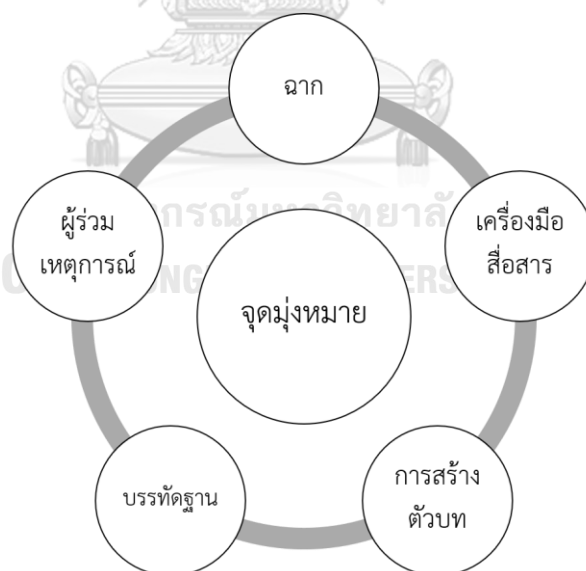 ฉาก
ผู้ร่วม
เหตุการณ์
เครื่องมือ
สื่อสาร
จุดมุ่งหมาย
บรรทัดฐาน
การสร้าง
ตัวบท